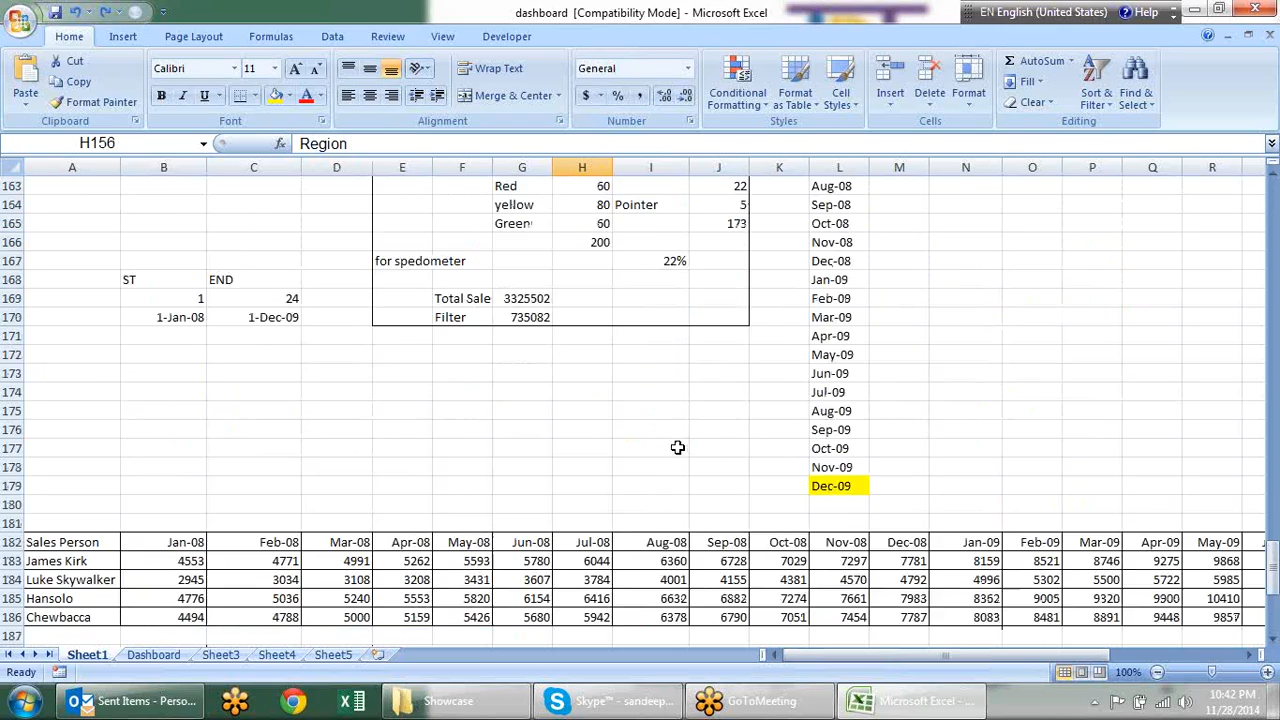 dashboard [Compatibility Mode] - Microsoft Excel
EN English (United States)
Help
Home Insert Page Layout Formulas Data Review View Developer
Paste
Cut
Copy
Format Painter
Clipboard
Calibri 11
B I U
Font
Wrap Text
Merge & Center
Alignment
General
$ % ,
Number
Conditional Formatting
Format as Table
Cell Styles
Styles
Insert
Delete
Format
Cells
AutoSum
Fill
Clear
Sort & Filter
Find & Select
Editing
H156 fx Region
A B C D E F G H I J K L M N O P Q R
163 Red 60 22 Aug-08
164 yellow 80 Pointer 5 Sep-08
165 Green 60 173 Oct-08
166 200 Nov-08
167 for spedometer 22% Dec-08
168 ST END Jan-09
169 1 24 Total Sale 3325502 Feb-09
170 1-Jan-08 1-Dec-09 Filter 735082 Mar-09
171 Apr-09
172 May-09
173 Jun-09
174 Jul-09
175 Aug-09
176 Sep-09
177 Oct-09
178 Nov-09
179 Dec-09
180
181
182 Sales Person Jan-08 Feb-08 Mar-08 Apr-08 May-08 Jun-08 Jul-08 Aug-08 Sep-08 Oct-08 Nov-08 Dec-08 Jan-09 Feb-09 Mar-09 Apr-09 May-09
183 James Kirk 4553 4771 4991 5262 5593 5780 6044 6360 6728 7029 7297 7781 8159 8521 8746 9275 9868
184 Luke Skywalker 2945 3034 3108 3208 3431 3607 3784 4001 4155 4381 4570 4792 4996 5302 5500 5722 5985
185 Hansolo 4776 5036 5240 5553 5820 6154 6416 6632 6882 7274 7661 7983 8362 9005 9320 9900 10410
186 Chewbacca 4494 4788 5000 5159 5426 5680 5942 6378 6790 7051 7454 7787 8083 8481 8891 9448 9857
187
Sheet1 Dashboard Sheet3 Sheet4 Sheet5
Ready
100%
Sent Items - Perso...
Showcase
Skype™ - sandeep...
GoToMeeting
Microsoft Excel - ...
10:42 PM
11/28/2014